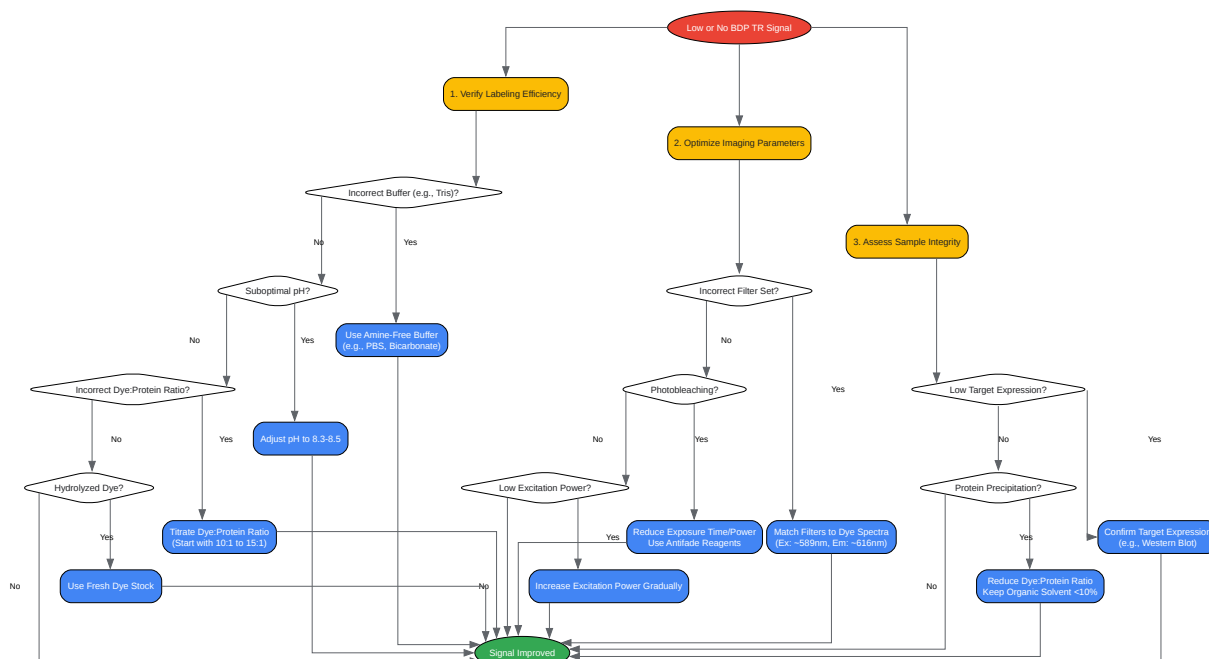 Low or No BDP TR Signal
1. Verify Labeling Efficiency
2. Optimize Imaging Parameters
Incorrect Buffer (e.g., Tris)?
No
Yes
3. Assess Sample Integrity
Suboptimal pH?
Incorrect Filter Set?
No
Yes
Use Amine-Free Buffer
(e.g., PBS, Bicarbonate)
No
Incorrect Dye:Protein Ratio?
Photobleaching?
Yes
Low Target Expression?
No
Yes
Adjust pH to 8.3-8.5
No
Yes
No
Yes
Hydrolyzed Dye?
Low Excitation Power?
Protein Precipitation?
Yes
Titrate Dye:Protein Ratio
(Start with 10:1 to 15:1)
Yes
Reduce Exposure Time/Power
Use Antifade Reagents
Match Filters to Dye Spectra
(Ex: ~589nm, Em: ~616nm)
Yes
Confirm Target Expression
(e.g., Western Blot)
No
Use Fresh Dye Stock
No
Increase Excitation Power Gradually
No
Reduce Dye:Protein Ratio
Keep Organic Solvent <10%
Signal Improved